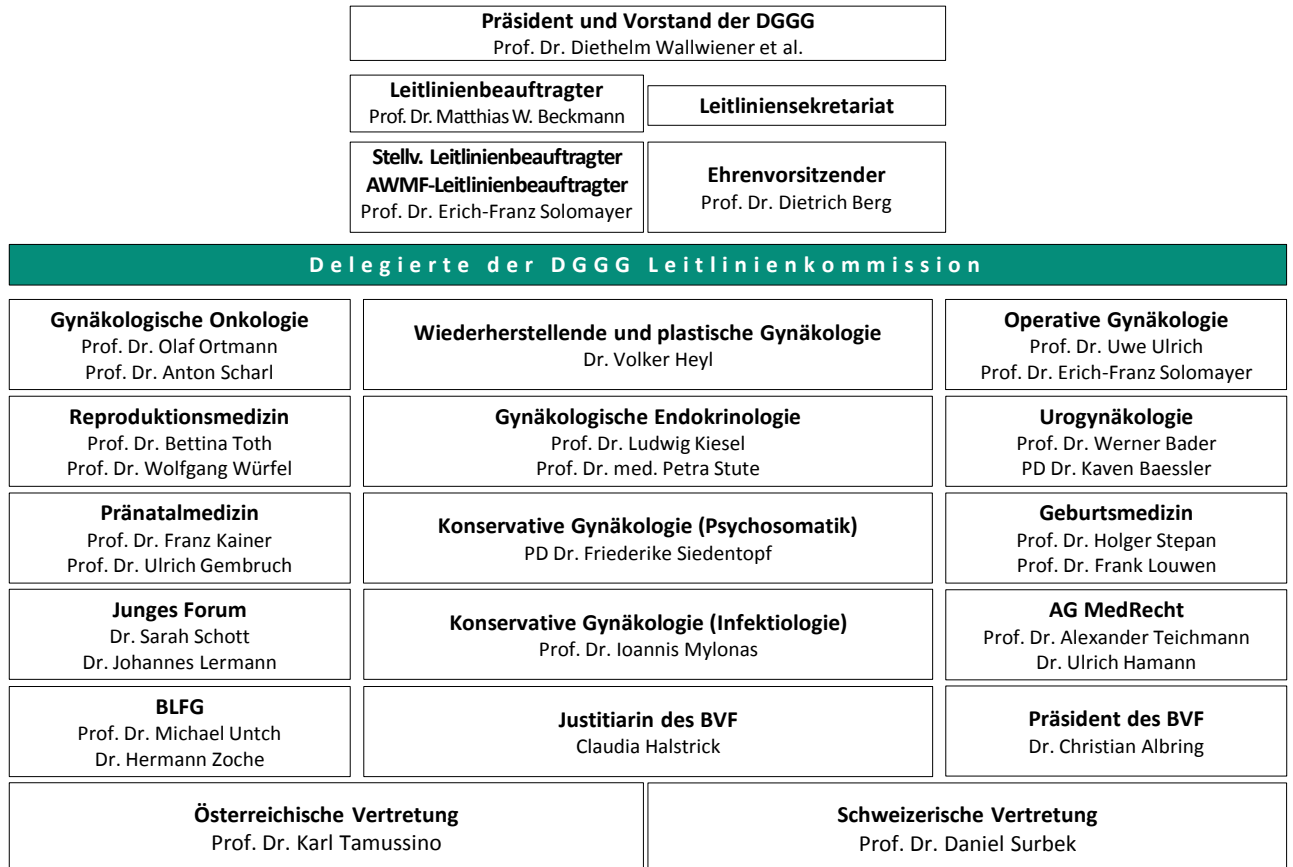 Präsident und Vorstand der DGGG
Prof. Dr. Diethelm Wallwiener et al.
Leitlinienbeauftragter
Prof. Dr. Matthias W. Beckmann
Leitliniensekretariat
Stellv. Leitlinienbeauftragter
AWMF-Leitlinienbeauftragter
Prof. Dr. Erich-Franz Solomayer
Ehrenvorsitzender
Prof. Dr. Dietrich Berg
Delegierte der DGGG Leitlinienkommission
Gynäkologische Onkologie
Prof. Dr. Olaf Ortmann
Prof. Dr. Anton Scharl
Wiederherstellende und plastische Gynäkologie
Dr. Volker Heyl
Operative Gynäkologie
Prof. Dr. Uwe Ulrich
Prof. Dr. Erich-Franz Solomayer
Reproduktionsmedizin
Prof. Dr. Bettina Toth
Prof. Dr. Wolfgang Würfel
Gynäkologische Endokrinologie
Prof. Dr. Ludwig Kiesel
Prof. Dr. med. Petra Stute
Urogynäkologie
Prof. Dr. Werner Bader
PD Dr. Kaven Baessler
Pränatalmedizin
Prof. Dr. Franz Kainer
Prof. Dr. Ulrich Gembruch
Konservative Gynäkologie (Psychosomatik)
PD Dr. Friederike Siedentopf
Geburtsmedizin
Prof. Dr. Holger Stepan
Prof. Dr. Frank Louwen
Junges Forum
Dr. Sarah Schott
Dr. Johannes Lermann
Konservative Gynäkologie (Infektiologie)
Prof. Dr. Ioannis Mylonas
AG MedRecht
Prof. Dr. Alexander Teichmann
Dr. Ulrich Hamann
BLFG
Prof. Dr. Michael Untch
Dr. Hermann Zoche
Justitiarin des BVF
Claudia Halstrick
Präsident des BVF
Dr. Christian Albring
Österreichische Vertretung
Prof. Dr. Karl Tamussino
Schweizerische Vertretung
Prof. Dr. Daniel Surbek